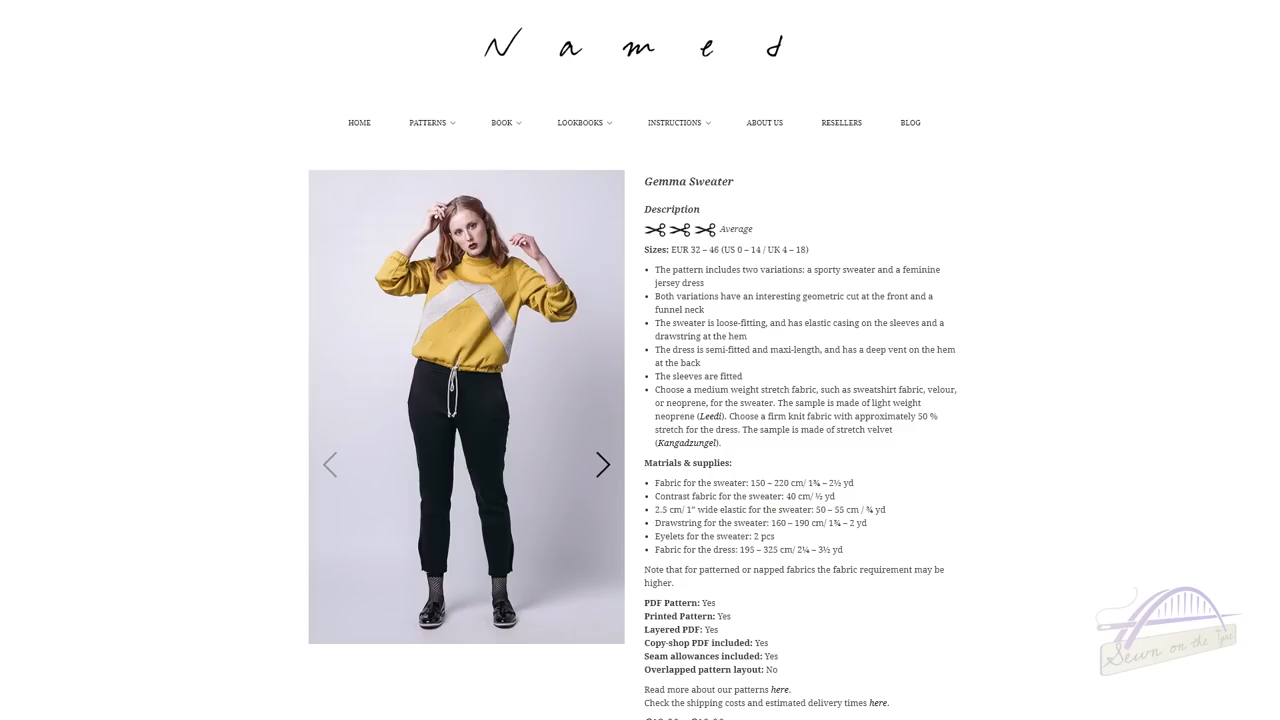 Named
HOME PATTERNS BOOK LOOKBOOKS INSTRUCTIONS ABOUT US RESELLERS BLOG
Gemma Sweater
Description
Average
Sizes: EUR 32 – 46 (US 0 – 14 / UK 4 – 18)
• The pattern includes two variations: a sporty sweater and a feminine
jersey dress
• Both variations have an interesting geometric cut at the front and a
funnel neck
• The sweater is loose-fitting, and has elastic casing on the sleeves and a
drawstring at the hem
• The dress is semi-fitted and maxi-length, and has a deep vent on the hem
at the back
• The sleeves are fitted
• Choose a medium weight stretch fabric, such as sweatshirt fabric, velour,
or neoprene, for the sweater. The sample is made of light weight
neoprene (Leedi). Choose a firm knit fabric with approximately 50 %
stretch for the dress. The sample is made of stretch velvet
(Kangadzungel).
Matrials & supplies:
• Fabric for the sweater: 150 – 220 cm/ 1¾ – 2½ yd
• Contrast fabric for the sweater: 40 cm/ ½ yd
• 2.5 cm/ 1" wide elastic for the sweater: 50 – 55 cm / ¾ yd
• Drawstring for the sweater: 160 – 190 cm/ 1¾ – 2 yd
• Eyelets for the sweater: 2 pcs
• Fabric for the dress: 195 – 325 cm/ 2¼ – 3½ yd
Note that for patterned or napped fabrics the fabric requirement may be
higher.
PDF Pattern: Yes
Printed Pattern: Yes
Layered PDF: Yes
Copy-shop PDF included: Yes
Seam allowances included: Yes
Overlapped pattern layout: No
Read more about our patterns here.
Check the shipping costs and estimated delivery times here.
Sewn on the Tyne